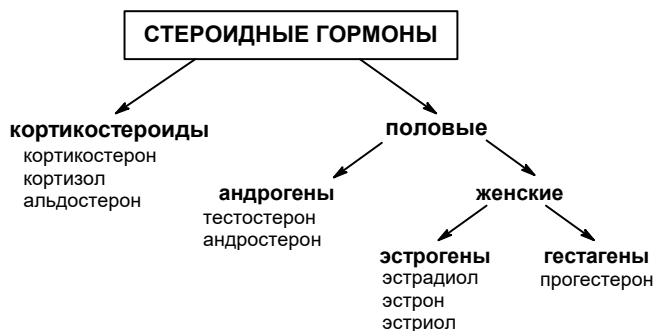 СТЕРОИДНЫЕ ГОРМОНЫ
кортикостероиды
кортикостерон
кортизол
альдостерон
половые
андрогены
тестостерон
андростерон
женские
эстрогены
эстрадиол
эстрон
эстриол
гестагены
прогестерон